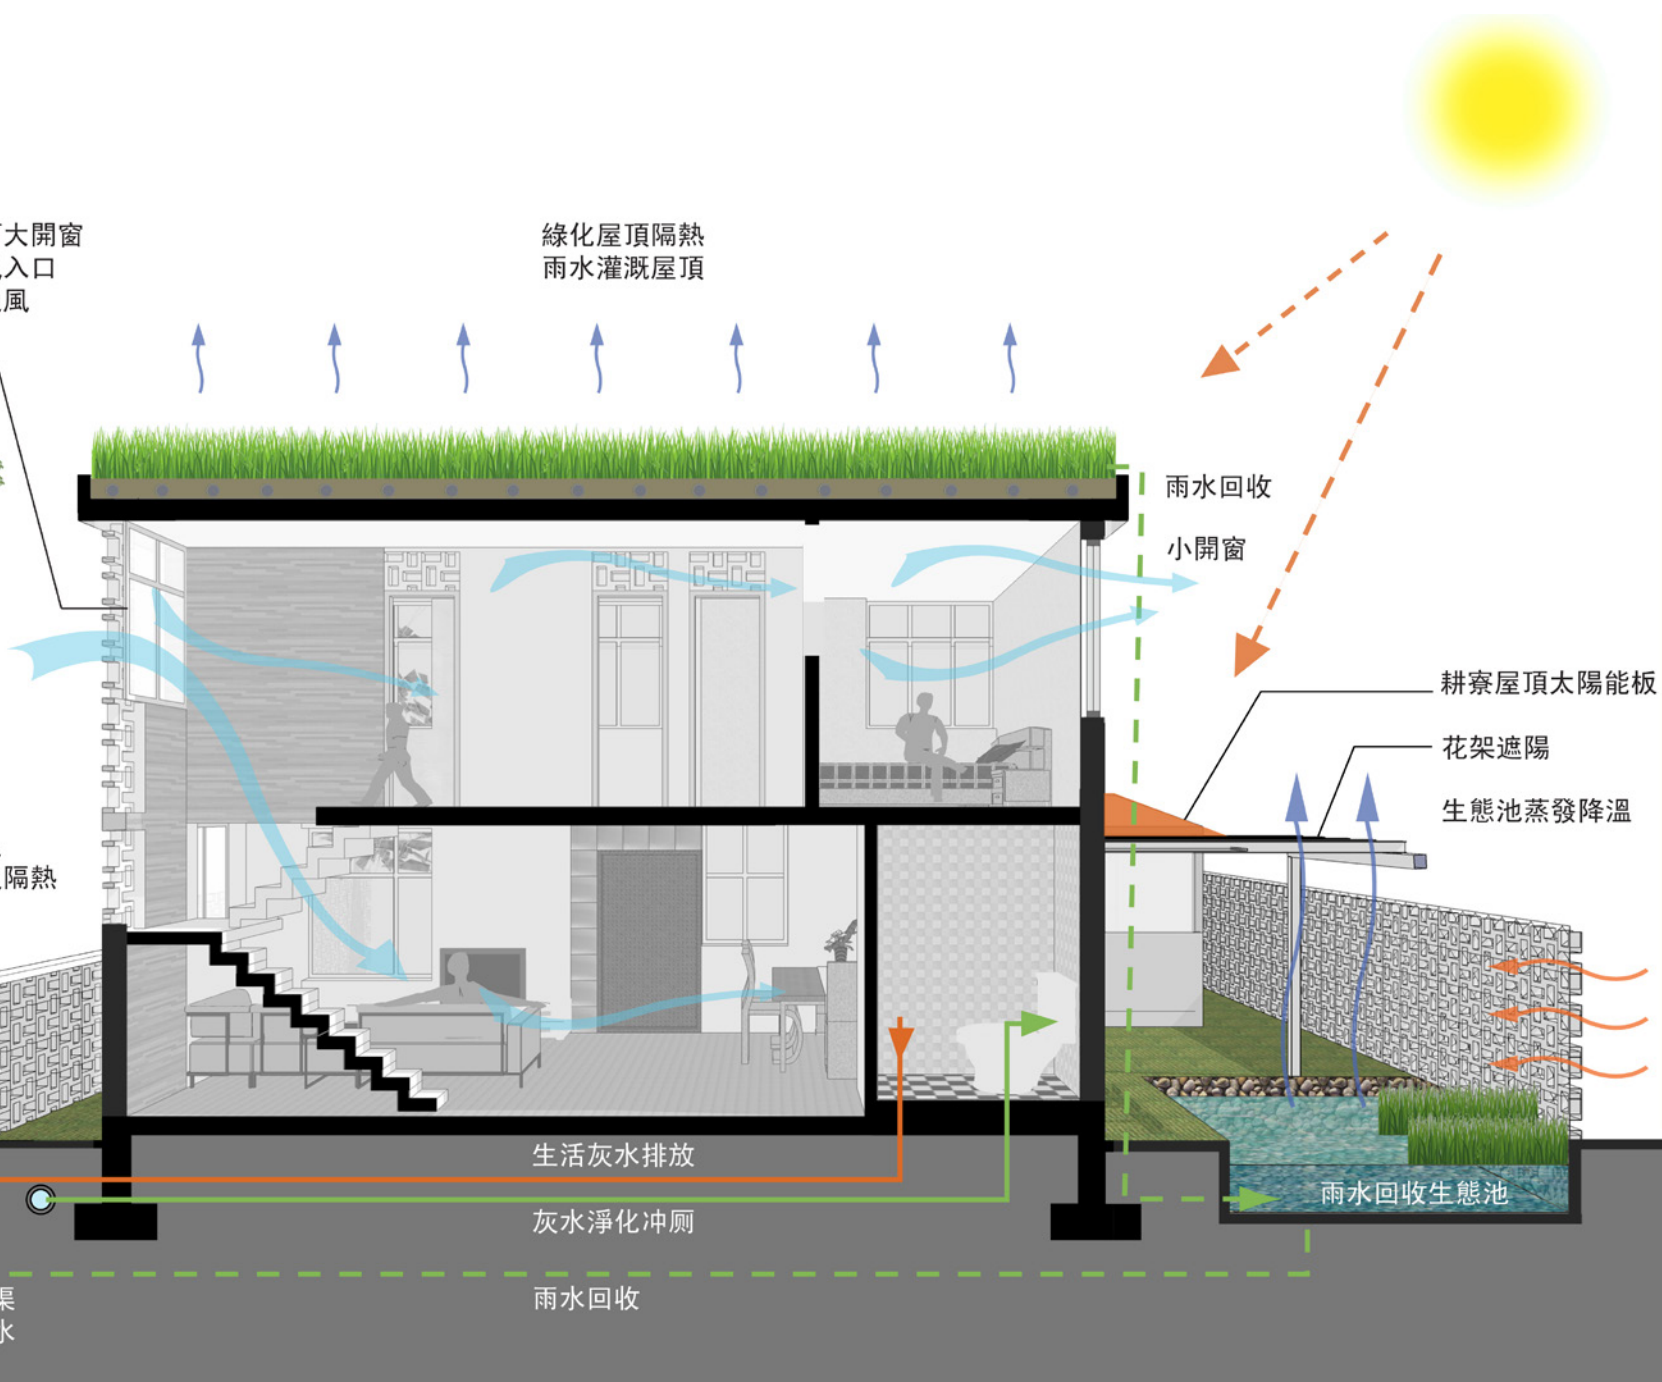 大開窗
入口
風
綠化屋頂隔熱
雨水灌溉屋頂
雨水回收
小開窗
耕寮屋頂太陽能板
花架遮陽
生態池蒸發降溫
隔熱
生活灰水排放
灰水淨化冲厕
雨水回收生態池
雨水回收
渠
水